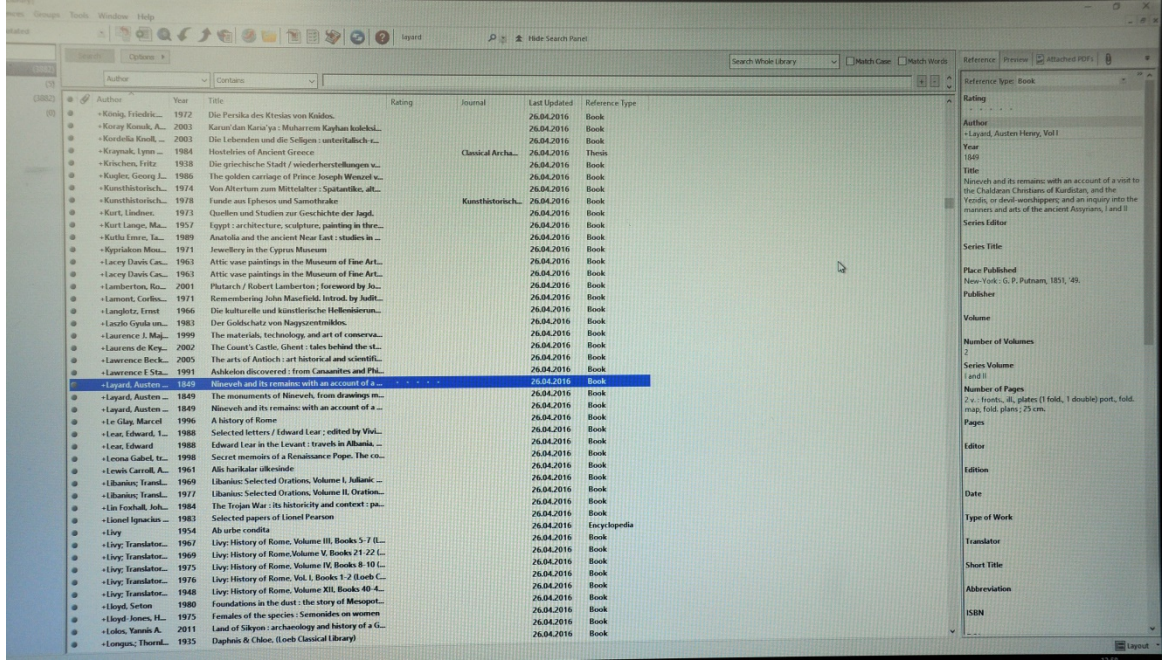 Groups Tools Window Help
layard
Hide Search Panel
Search Options
Search Whole Library Match Case Match Words
Author Contains
Reference Preview Attached PDFs
Reference Type: Book
Author Year Title Rating Journal Last Updated Reference Type
+König, Friedric... 1972 Die Persika des Ktesias von Knidos. 26.04.2016 Book
+Koray Konuk, A... 2003 Karun'dan Karia'ya : Muharrem Kayhan koleksi... 26.04.2016 Book
+Kordelia Knoll, ... 2003 Die Lebenden und die Seligen : unteritalisch-r... 26.04.2016 Book
+Kraynak, Lynn ... 1984 Hostelries of Ancient Greece Classical Archa... 26.04.2016 Thesis
+Krischen, Fritz 1938 Die griechische Stadt / wiederherstellungen v... 26.04.2016 Book
+Kugler, Georg J... 1986 The golden carriage of Prince Joseph Wenzel v... 26.04.2016 Book
+Kunsthistorisch... 1974 Von Altertum zum Mittelalter : Spätantike, alt... 26.04.2016 Book
+Kunsthistorisch... 1978 Funde aus Ephesos und Samothrake Kunsthistorisch... 26.04.2016 Book
+Kurt, Lindner. 1973 Quellen und Studien zur Geschichte der Jagd. 26.04.2016 Book
+Kurt Lange, Ma... 1957 Egypt : architecture, sculpture, painting in thre... 26.04.2016 Book
+Kutlu Emre, Ta... 1989 Anatolia and the ancient Near East : studies in ... 26.04.2016 Book
+Kypriakon Mou... 1971 Jewellery in the Cyprus Museum 26.04.2016 Book
+Lacey Davis Cas... 1963 Attic vase paintings in the Museum of Fine Art... 26.04.2016 Book
+Lacey Davis Cas... 1963 Attic vase paintings in the Museum of Fine Art... 26.04.2016 Book
+Lamberton, Ro... 2001 Plutarch / Robert Lamberton ; foreword by Jo... 26.04.2016 Book
+Lamont, Corliss... 1971 Remembering John Masefield. Introd. by Judit... 26.04.2016 Book
+Langlotz, Ernst 1966 Die kulturelle und künstlerische Hellenisierun... 26.04.2016 Book
+Laszlo Gyula un... 1983 Der Goldschatz von Nagyszentmiklos. 26.04.2016 Book
+Laurence J. Maj... 1999 The materials, technology, and art of conserva... 26.04.2016 Book
+Laurens de Key... 2002 The Count's Castle, Ghent : tales behind the st... 26.04.2016 Book
+Lawrence Beck... 2005 The arts of Antioch : art historical and scientifi... 26.04.2016 Book
+Lawrence E Sta... 1991 Ashkelon discovered : from Canaanites and Phi... 26.04.2016 Book
+Layard, Austen ... 1849 Nineveh and its remains: with an account of a ... 26.04.2016 Book
+Layard, Austen ... 1849 The monuments of Nineveh, from drawings m... 26.04.2016 Book
+Layard, Austen ... 1849 Nineveh and its remains: with an account of a ... 26.04.2016 Book
+Le Glay, Marcel 1996 A history of Rome 26.04.2016 Book
+Lear, Edward, 1... 1988 Selected letters / Edward Lear ; edited by Vivi... 26.04.2016 Book
+Lear, Edward 1988 Edward Lear in the Levant : travels in Albania, ... 26.04.2016 Book
+Leona Gabel, tr... 1998 Secret memoirs of a Renaissance Pope. The co... 26.04.2016 Book
+Lewis Carroll, A... 1961 Alis harikalar ülkesinde 26.04.2016 Book
+Libanius; Transl... 1969 Libanius: Selected Orations, Volume I, Julianic ... 26.04.2016 Book
+Libanius; Transl... 1977 Libanius: Selected Orations, Volume II, Oration... 26.04.2016 Book
+Lin Foxhall, Joh... 1984 The Trojan War : its historicity and context : pa... 26.04.2016 Book
+Lionel Ignacius ... 1983 Selected papers of Lionel Pearson 26.04.2016 Book
+Livy 1954 Ab urbe condita 26.04.2016 Encyclopedia
+Livy; Translator... 1967 Livy: History of Rome, Volume III, Books 5-7 (L... 26.04.2016 Book
+Livy; Translator... 1969 Livy: History of Rome,Volume V, Books 21-22 (... 26.04.2016 Book
+Livy; Translator... 1975 Livy: History of Rome, Volume IV, Books 8-10 (... 26.04.2016 Book
+Livy; Translator... 1976 Livy: History of Rome, Vol. I, Books 1-2 (Loeb C... 26.04.2016 Book
+Livy; Translator... 1948 Livy: History of Rome, Volume XII, Books 40-4... 26.04.2016 Book
+Lloyd, Seton 1980 Foundations in the dust : the story of Mesopot... 26.04.2016 Book
+Lloyd-Jones, H... 1975 Females of the species : Semonides on women 26.04.2016 Book
+Lolos, Yannis A. 2011 Land of Sikyon : archaeology and history of a G... 26.04.2016 Book
+Longus.; Thornl... 1935 Daphnis & Chloe, (Loeb Classical Library) 26.04.2016 Book
Rating
Author
+Layard, Austen Henry, Vol I
Year
1849
Title
Nineveh and its remains: with an account of a visit to
the Chaldæan Christians of Kurdistan, and the
Yezidis, or devil-worshippers; and an inquiry into the
manners and arts of the ancient Assyrians, I and II
Series Editor
Series Title
Place Published
New-York : G. P. Putnam, 1851, '49.
Publisher
Volume
Number of Volumes
2
Series Volume
I and II
Number of Pages
2 v. : fronts., ill., plates (1 fold., 1 double) port., fold.
map, fold. plans ; 25 cm.
Pages
Editor
Edition
Date
Type of Work
Translator
Short Title
Abbreviation
ISBN
Layout